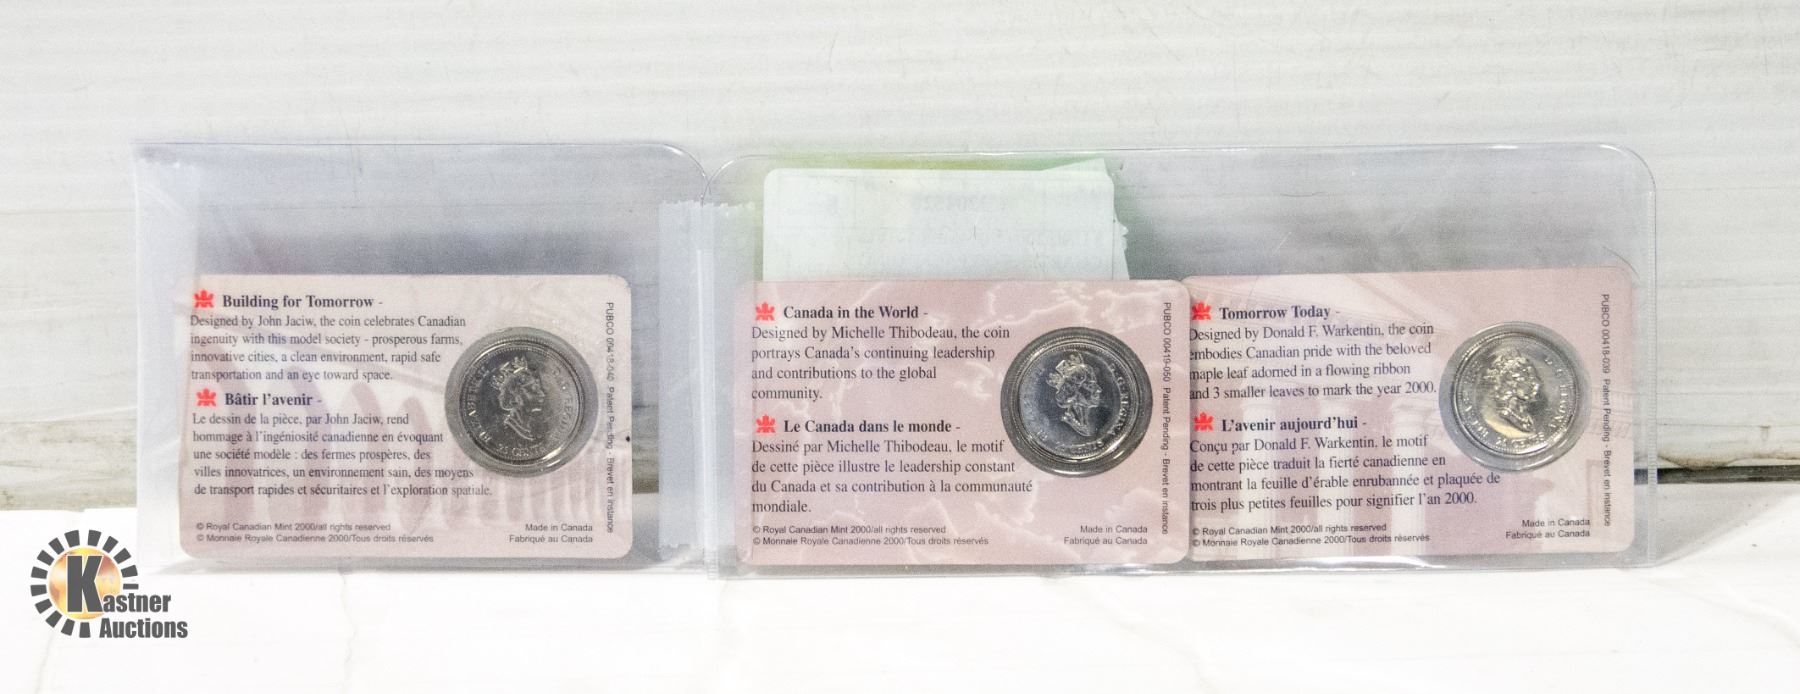 Building for Tomorrow -
Designed by John Jaciw, the coin celebrates Canadian
ingenuity with this model society - prosperous farms,
innovative cities, a clean environment, rapid safe
transportation and an eye toward space.
Bâtir l'avenir -
Le dessin de la pièce, par John Jaciw, rend
hommage à l'ingéniosité canadienne en évoquant
une société modèle : des fermes prospères, des
villes innovatrices, un environnement sain, des moyens
de transport rapides et sécuritaires et l'exploration spatiale.
© Royal Canadian Mint 2000/all rights reserved
© Monnaie Royale Canadienne 2000/Tous droits réservés
Made in Canada
Fabriqué au Canada
PUBCO 00418-040 Patent Pending - Brevet en instance
Canada in the World -
Designed by Michelle Thibodeau, the coin
portrays Canada's continuing leadership
and contributions to the global
community.
Le Canada dans le monde -
Dessiné par Michelle Thibodeau, le motif
de cette pièce illustre le leadership constant
du Canada et sa contribution à la communauté
mondiale.
© Royal Canadian Mint 2000/all rights reserved
© Monnaie Royale Canadienne 2000/Tous droits réservés
Made in Canada
Fabriqué au Canada
PUBCO 00419-050 Patent Pending - Brevet en instance
Tomorrow Today -
Designed by Donald F. Warkentin, the coin
embodies Canadian pride with the beloved
maple leaf adorned in a flowing ribbon
and 3 smaller leaves to mark the year 2000.
L'avenir aujourd'hui -
Conçu par Donald F. Warkentin, le motif
de cette pièce traduit la fierté canadienne en
montrant la feuille d'érable enrubannée et plaquée de
trois plus petites feuilles pour signifier l'an 2000.
© Royal Canadian Mint 2000/all rights reserved
© Monnaie Royale Canadienne 2000/Tous droits réservés
Made in Canada
Fabriqué au Canada
PUBCO 00418-039 Patent Pending - Brevet en instance
Kastner
Auctions